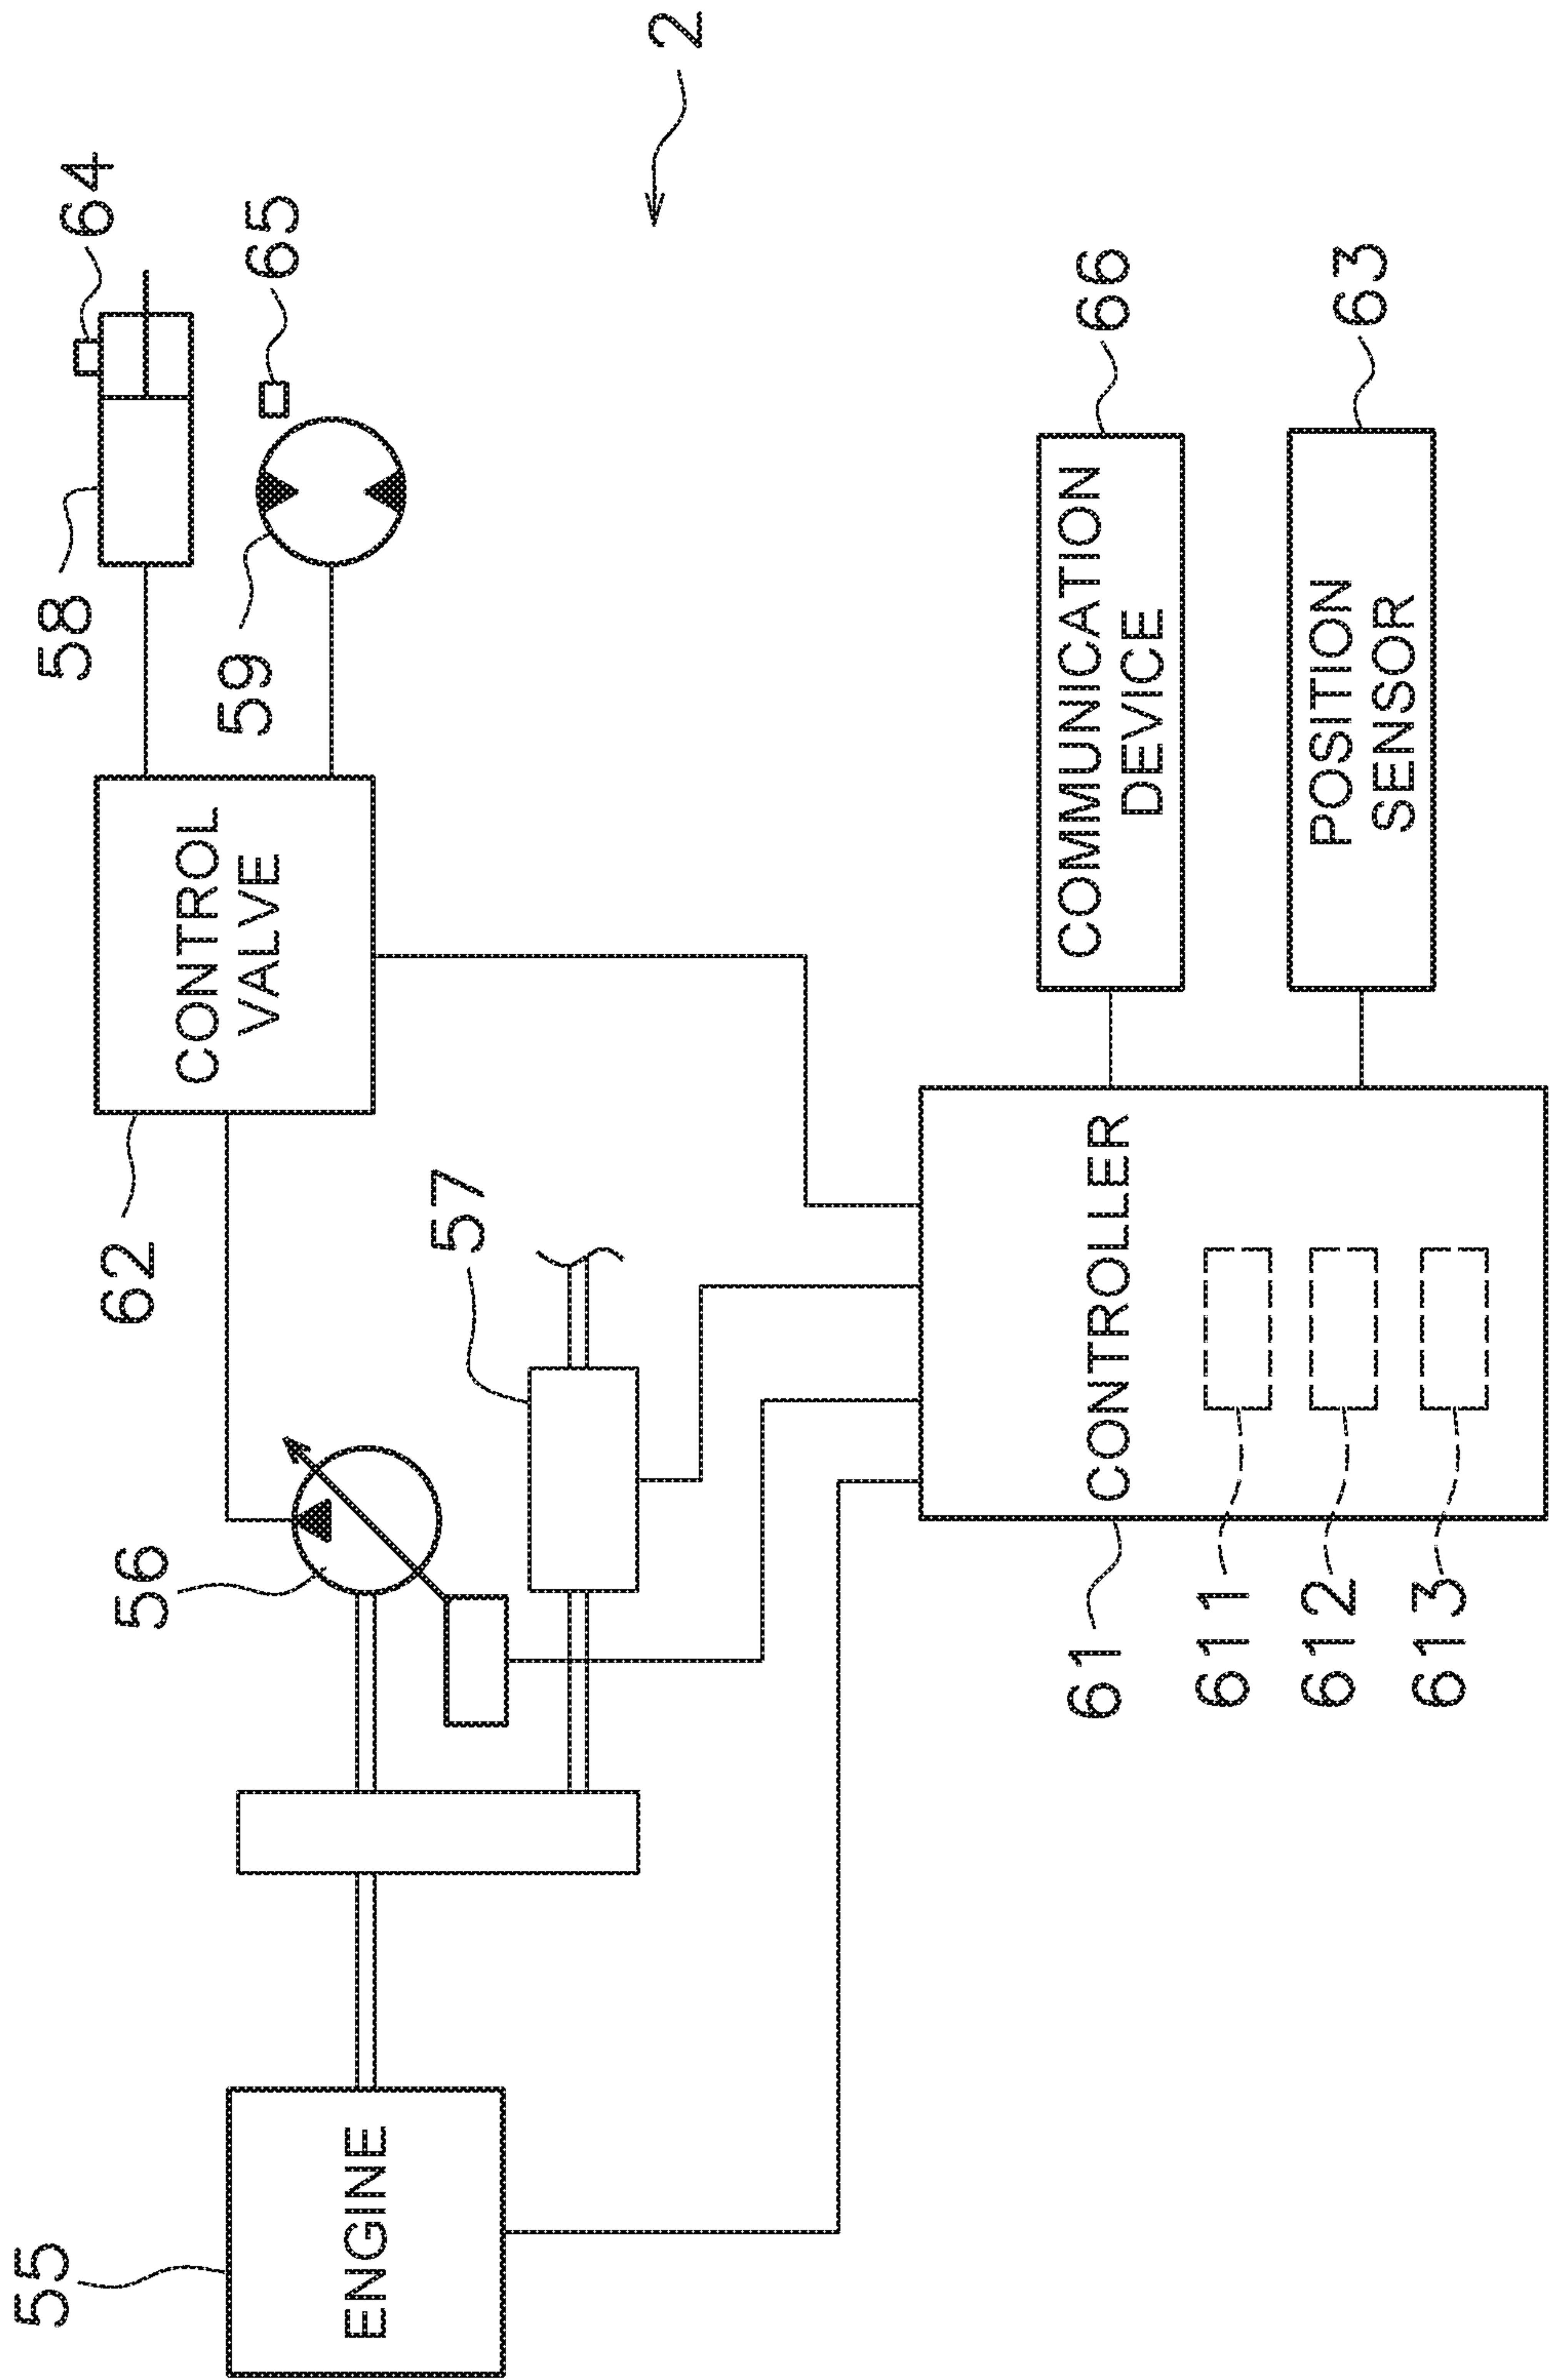 2
64
58
65
59
CONTROL
VALVE
62
57
56
55
ENGINE
66
COMMUNICATION
DEVICE
63
POSITION
SENSOR
CONTROLLER
61
611
612
613